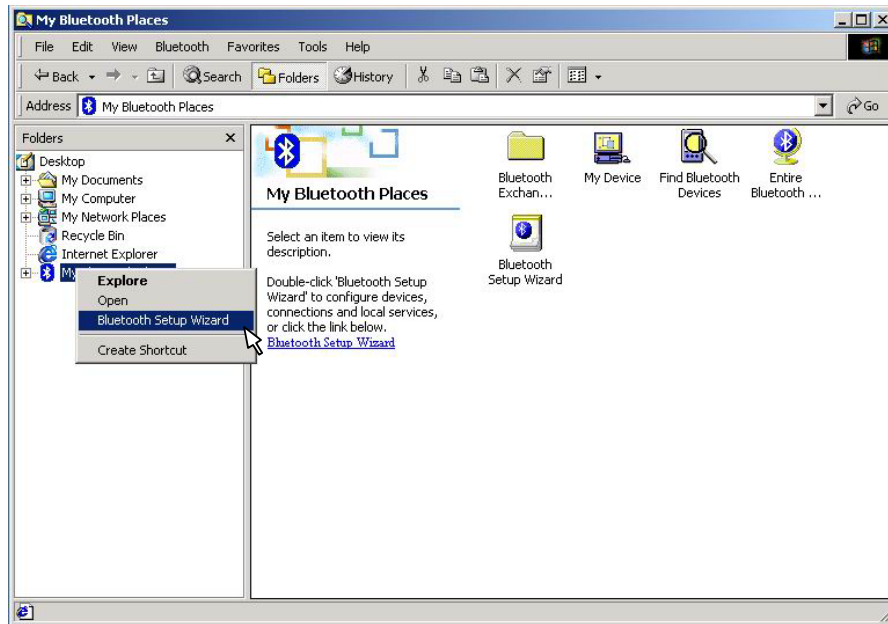 My Bluetooth Places
File Edit View Bluetooth Favorites Tools Help
Back Search Folders History
Address My Bluetooth Places Go
Folders
Desktop
My Documents
My Computer
My Network Places
Recycle Bin
Internet Explorer
My
Explore
Open
Bluetooth Setup Wizard
Create Shortcut
My Bluetooth Places
Select an item to view its
description.
Double-click 'Bluetooth Setup
Wizard' to configure devices,
connections and local services,
or click the link below.
Bluetooth Setup Wizard
Bluetooth
Exchan...
My Device
Find Bluetooth
Devices
Entire
Bluetooth ...
Bluetooth
Setup Wizard